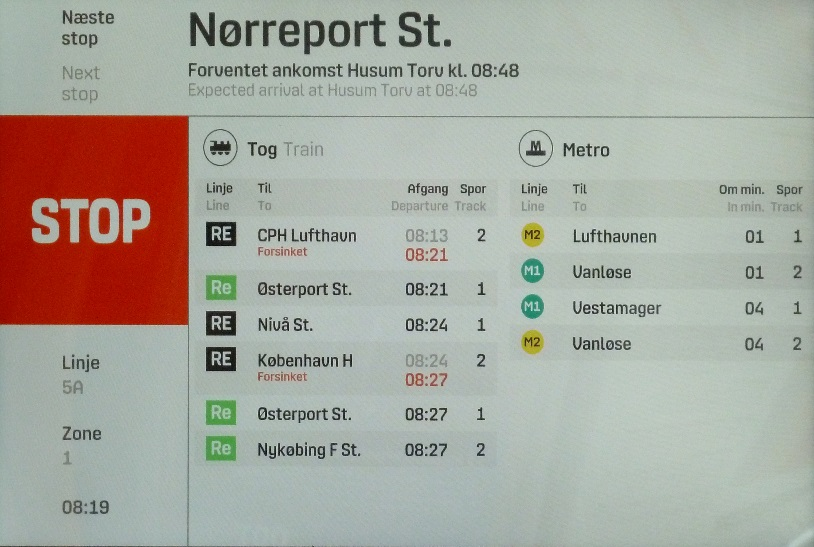 Næste stop
Next stop
Nørreport St.
Forventet ankomst Husum Torv kl. 08:48
Expected arrival at Husum Torv at 08:48
STOP
Linje
5A
Zone
1
08:19
Tog Train
Linje Til Afgang Spor
Line To Departure Track
RE CPH Lufthavn 08:13 2
Forsinket 08:21
Re Østerport St. 08:21 1
RE Nivå St. 08:24 1
RE København H 08:24 2
Forsinket 08:27
Re Østerport St. 08:27 1
Re Nykøbing F St. 08:27 2
M Metro
Linje Til Om min. Spor
Line To In min. Track
M2 Lufthavnen 01 1
M1 Vanløse 01 2
M1 Vestamager 04 1
M2 Vanløse 04 2